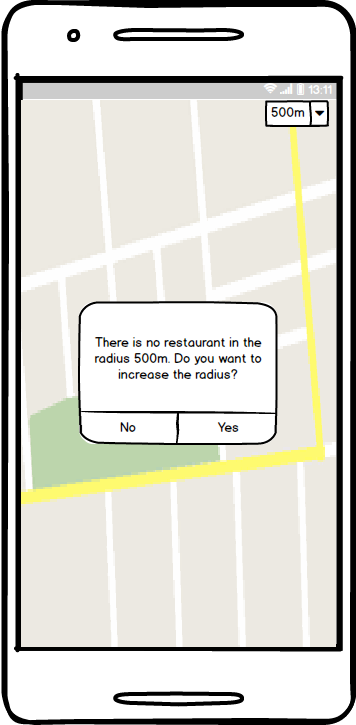 13:11
500m
There is no restaurant in the
radius 500m. Do you want to
increase the radius?
No Yes